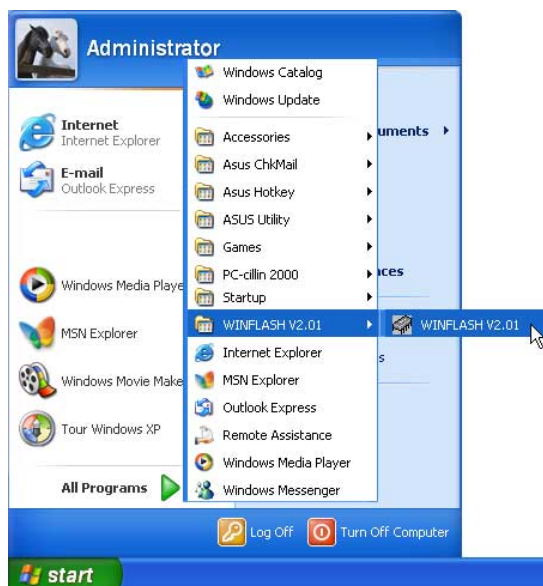 Administrator
Internet
Internet Explorer
E-mail
Outlook Express
Windows Media Playe
MSN Explorer
Windows Movie Make
Tour Windows XP
All Programs
Windows Catalog
Windows Update
Accessories
Asus ChkMail
Asus Hotkey
ASUS Utility
Games
PC-cillin 2000
Startup
WINFLASH V2.01
Internet Explorer
MSN Explorer
Outlook Express
Remote Assistance
Windows Media Player
Windows Messenger
uments
nces
s
WINFLASH V2.01
Log Off
Turn Off Computer
start